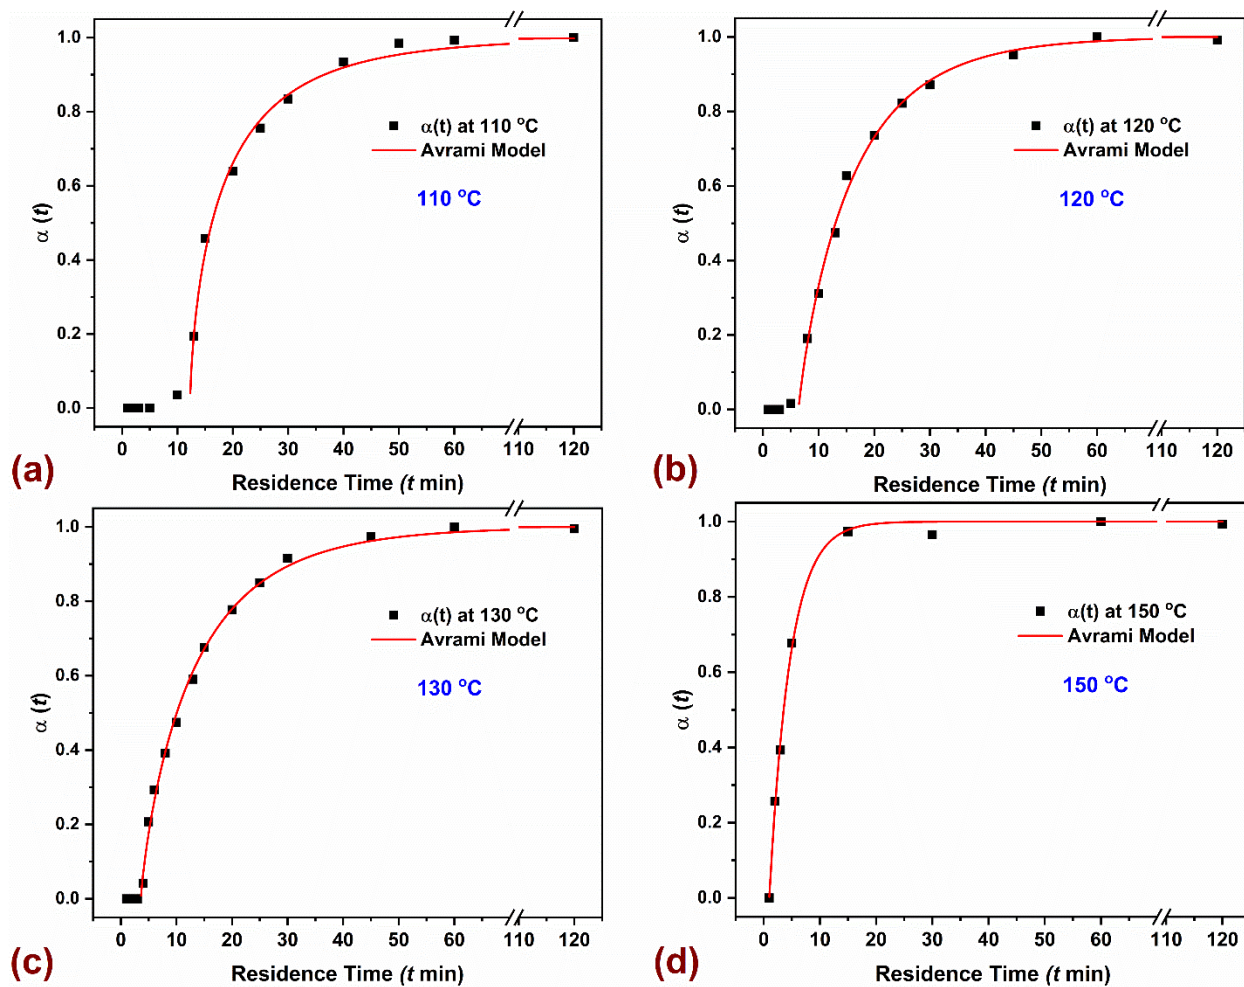 1.0
0.8
0.6
0.4
0.2
0.0
α (t)
α(t) at 110 °C
Avrami Model
110 °C
0 10 20 30 40 50 60 110 120
Residence Time (t min)
(a)
1.0
0.8
0.6
0.4
0.2
0.0
α (t)
α(t) at 120 °C
Avrami Model
120 °C
0 10 20 30 40 50 60 110 120
Residence Time (t min)
(b)
1.0
0.8
0.6
0.4
0.2
0.0
α (t)
α(t) at 130 °C
Avrami Model
130 °C
0 10 20 30 40 50 60 110 120
Residence Time (t min)
(c)
1.0
0.8
0.6
0.4
0.2
0.0
α (t)
α(t) at 150 °C
Avrami Model
150 °C
0 10 20 30 40 50 60 110 120
Residence Time (t min)
(d)